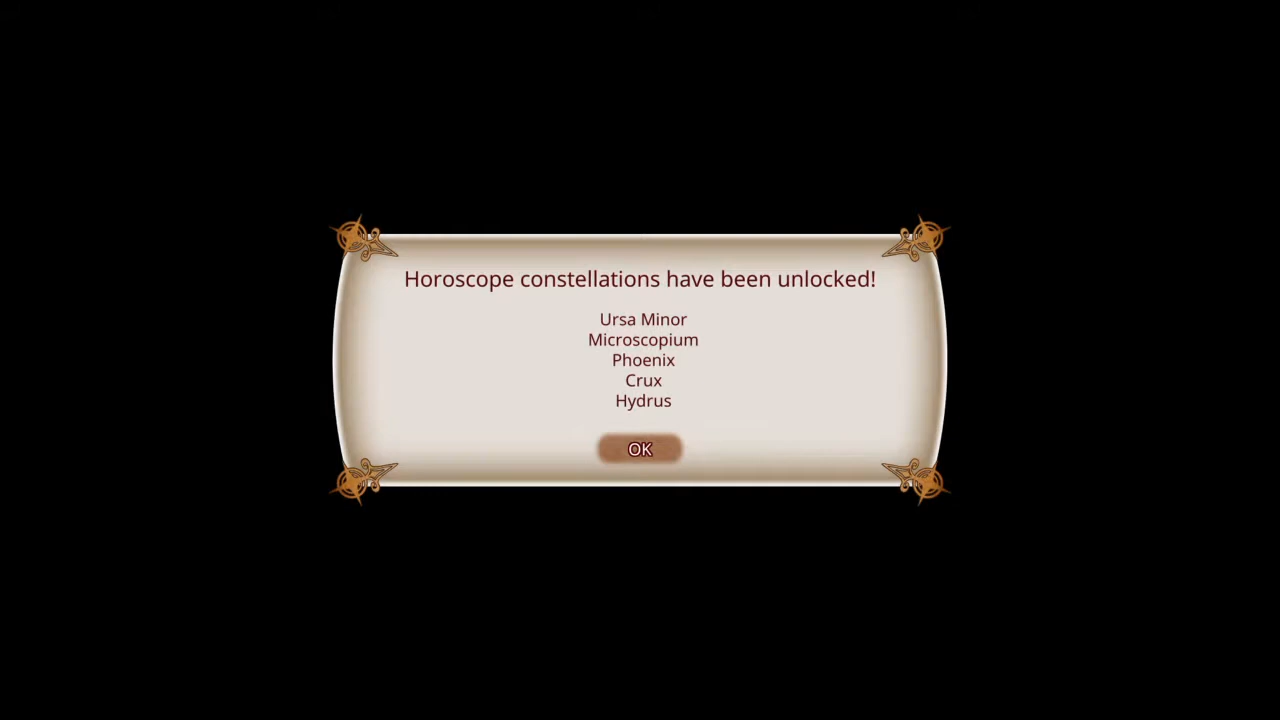 Horoscope constellations have been unlocked!
Ursa Minor
Microscopium
Phoenix
Crux
Hydrus
OK